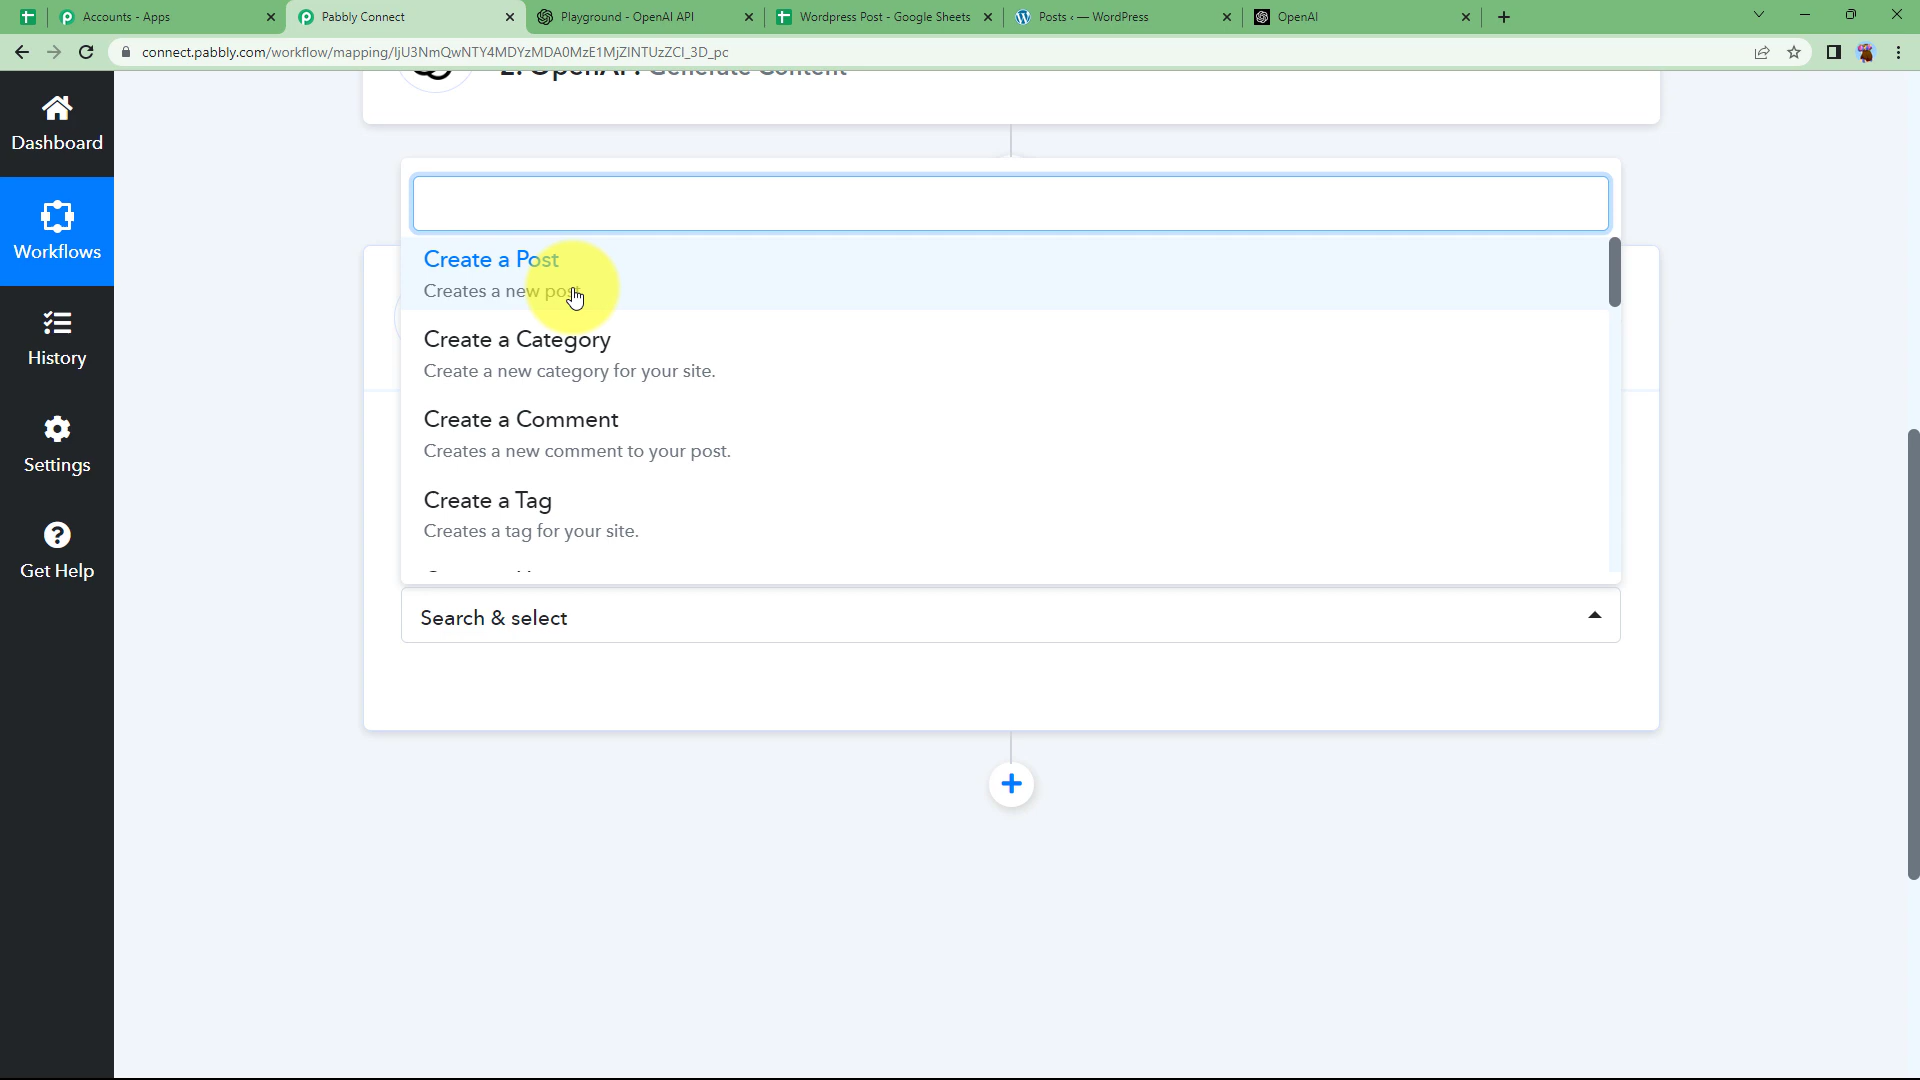 Accounts - Apps
Pabbly Connect
Playground - OpenAI API
Wordpress Post - Google Sheets
Posts ‹ — WordPress
OpenAI
connect.pabbly.com/workflow/mapping/IjU3NmQwNTY4MDYzMDA0MzE1MjZlNTUzZCI_3D_pc
2. OpenAI : Generate Content
Dashboard
Workflows
History
Settings
Get Help
Create a Post
Creates a new post.
Create a Category
Create a new category for your site.
Create a Comment
Creates a new comment to your post.
Create a Tag
Creates a tag for your site.
Search & select